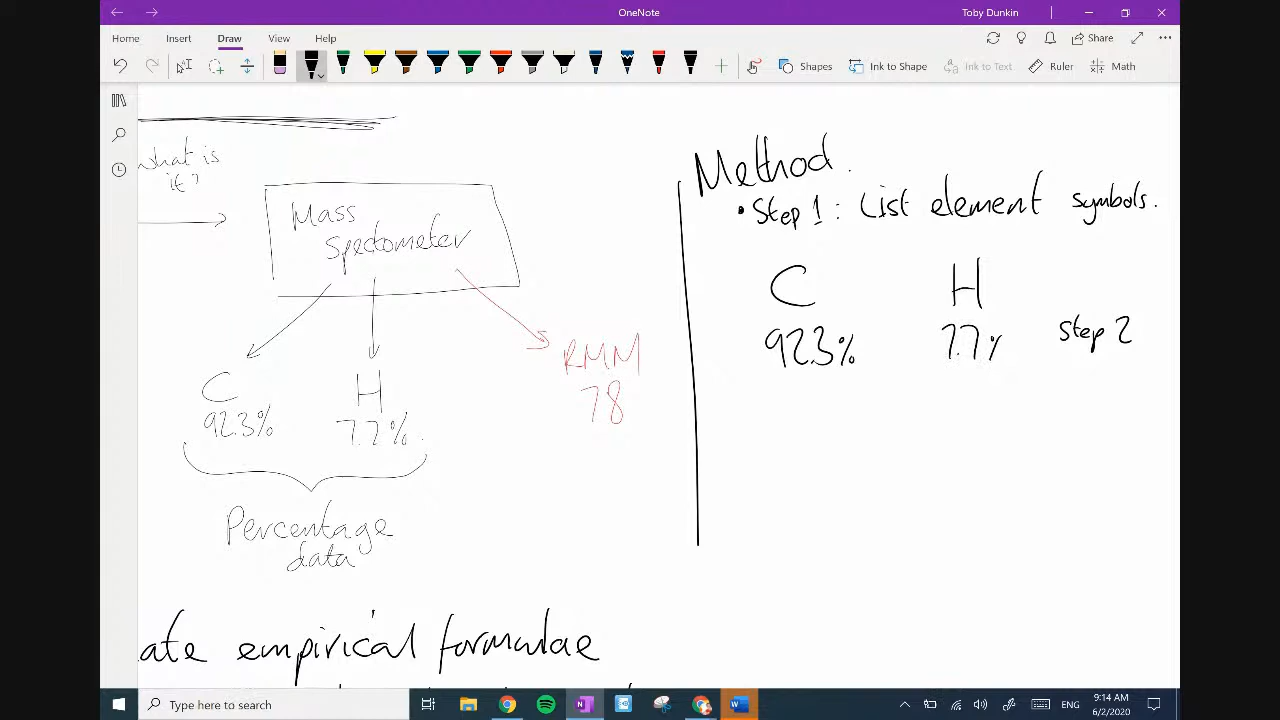 OneNote
Toby Dunkin
Home Insert Draw View Help
Share
Shapes
Ink to Shape
Ink to Text
Ruler
Math
What is
it?
Mass
Spectometer
C
92.3%
H
7.7%.
RMM
78
Percentage
data
ate empirical formulae
Method.
• Step 1: List element symbols.
C H
92.3% 7.7% Step 2
Type here to search
ENG
9:14 AM
6/2/2020